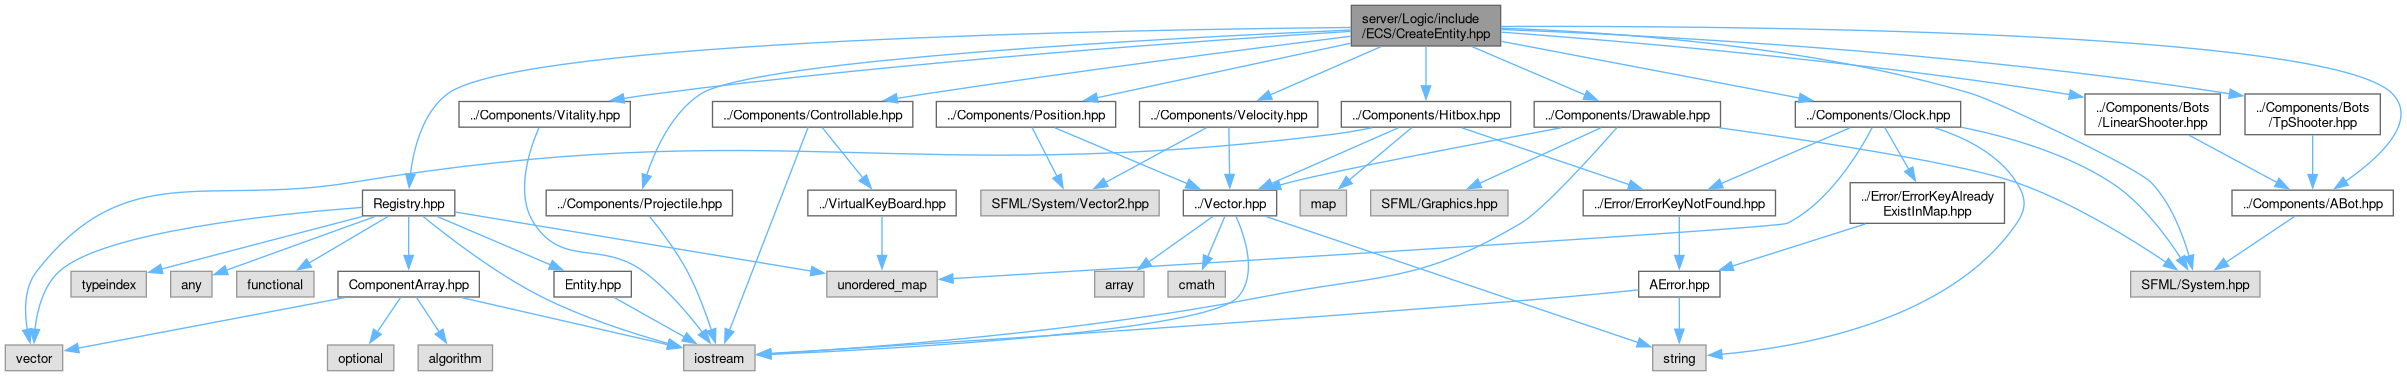 server/Logic/include
/ECS/CreateEntity.hpp
../Components/Vitality.hpp
../Components/Controllable.hpp
../Components/Position.hpp
../Components/Velocity.hpp
../Components/Hitbox.hpp
../Components/Drawable.hpp
../Components/Clock.hpp
../Components/Bots
/LinearShooter.hpp
../Components/Bots
/TpShooter.hpp
Registry.hpp
../Components/Projectile.hpp
../VirtualKeyBoard.hpp
SFML/System/Vector2.hpp
../Vector.hpp
map
SFML/Graphics.hpp
../Error/ErrorKeyNotFound.hpp
../Error/ErrorKeyAlready
ExistInMap.hpp
../Components/ABot.hpp
typeindex
any
functional
ComponentArray.hpp
Entity.hpp
unordered_map
array
cmath
AError.hpp
SFML/System.hpp
vector
optional
algorithm
iostream
string